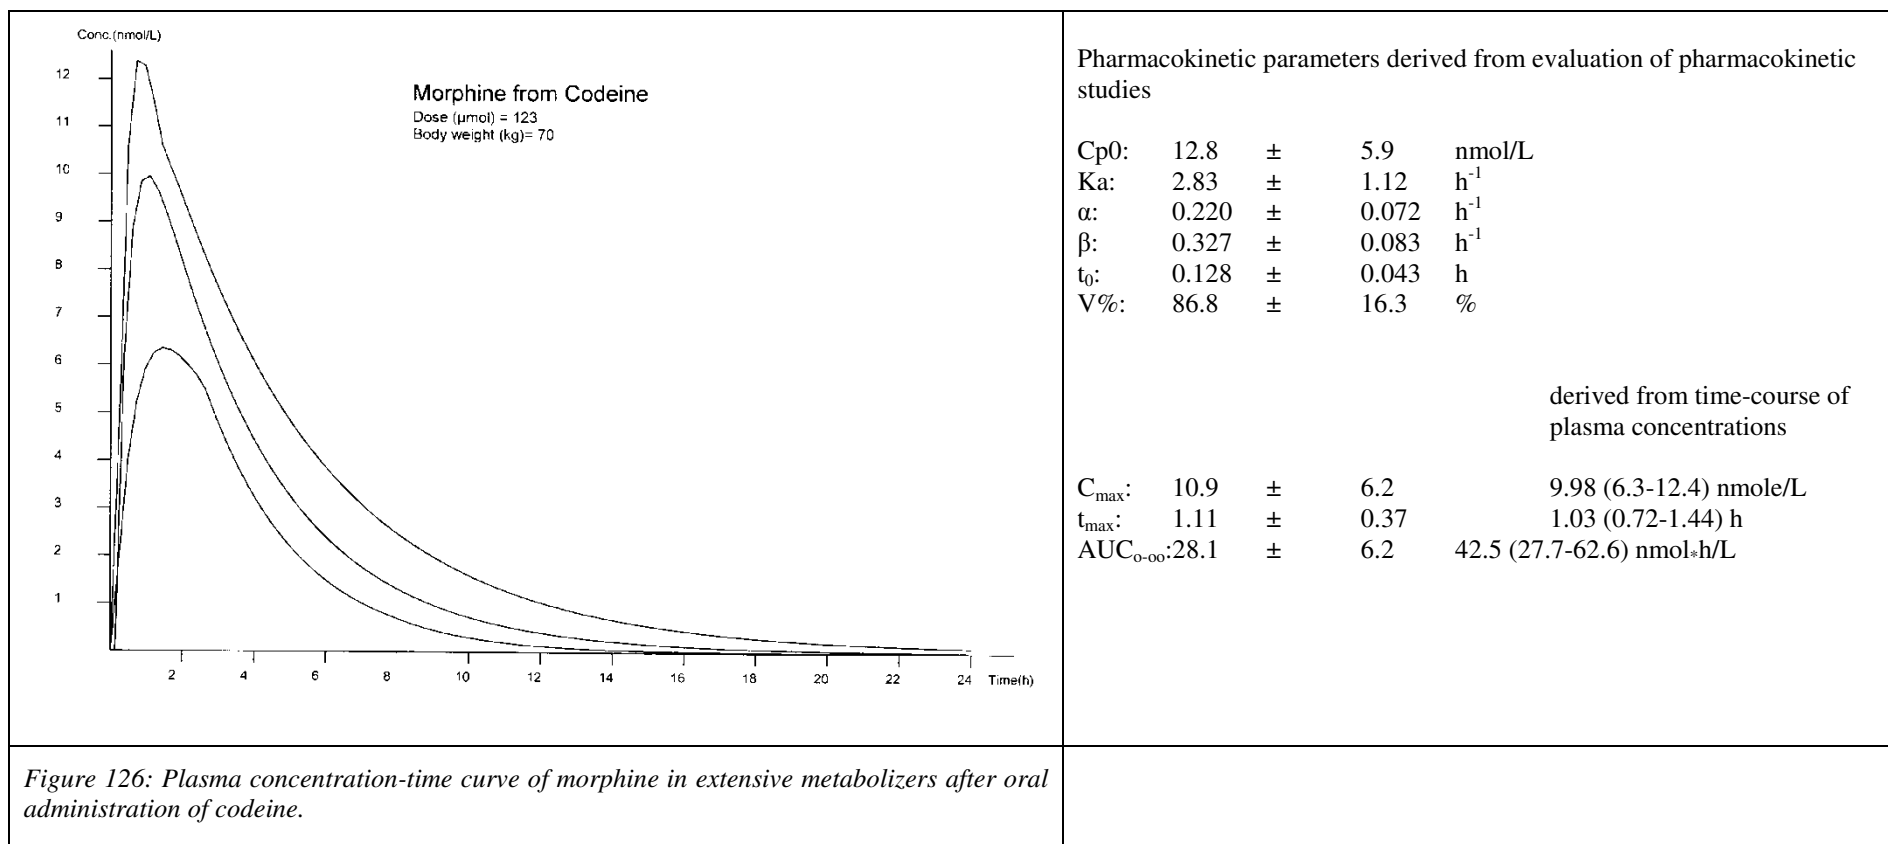 Conc.(nmol/L)
12
11
10
9
8
7
6
5
4
3
2
1
Morphine from Codeine
Dose (μmol) = 123
Body weight (kg)= 70
2 4 6 8 10 12 14 16 18 20 22 24 Time(h)
Pharmacokinetic parameters derived from evaluation of pharmacokinetic
studies
Cp0: 12.8 ± 5.9 nmol/L
Ka: 2.83 ± 1.12 h⁻¹
α: 0.220 ± 0.072 h⁻¹
β: 0.327 ± 0.083 h⁻¹
t₀: 0.128 ± 0.043 h
V%: 86.8 ± 16.3 %
derived from time-course of
plasma concentrations
Cmax: 10.9 ± 6.2 9.98 (6.3-12.4) nmole/L
tmax: 1.11 ± 0.37 1.03 (0.72-1.44) h
AUCo-oo:28.1 ± 6.2 42.5 (27.7-62.6) nmol*h/L
Figure 126: Plasma concentration-time curve of morphine in extensive metabolizers after oral
administration of codeine.